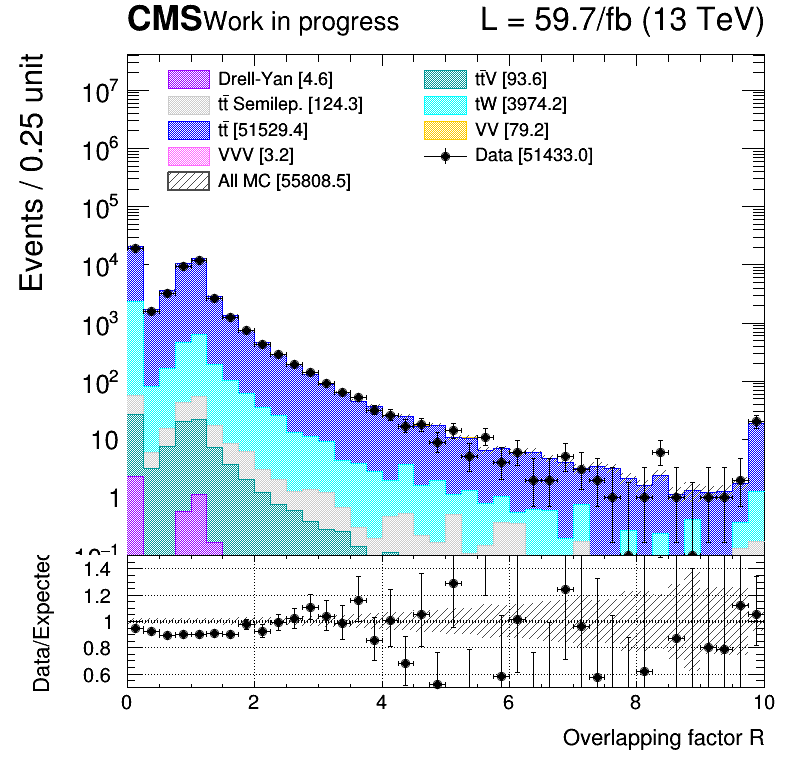 CMS Work in progress L = 59.7/fb (13 TeV)
Drell-Yan [4.6] tt̄V [93.6]
tt̄ Semilep. [124.3] tW [3974.2]
tt̄ [51529.4] VV [79.2]
VVV [3.2] Data [51433.0]
All MC [55808.5]
Events / 0.25 unit
10⁷
10⁶
10⁵
10⁴
10³
10²
10
1
10⁻¹
Data/Expected
1.4
1.2
1
0.8
0.6
0 2 4 6 8 10
Overlapping factor R